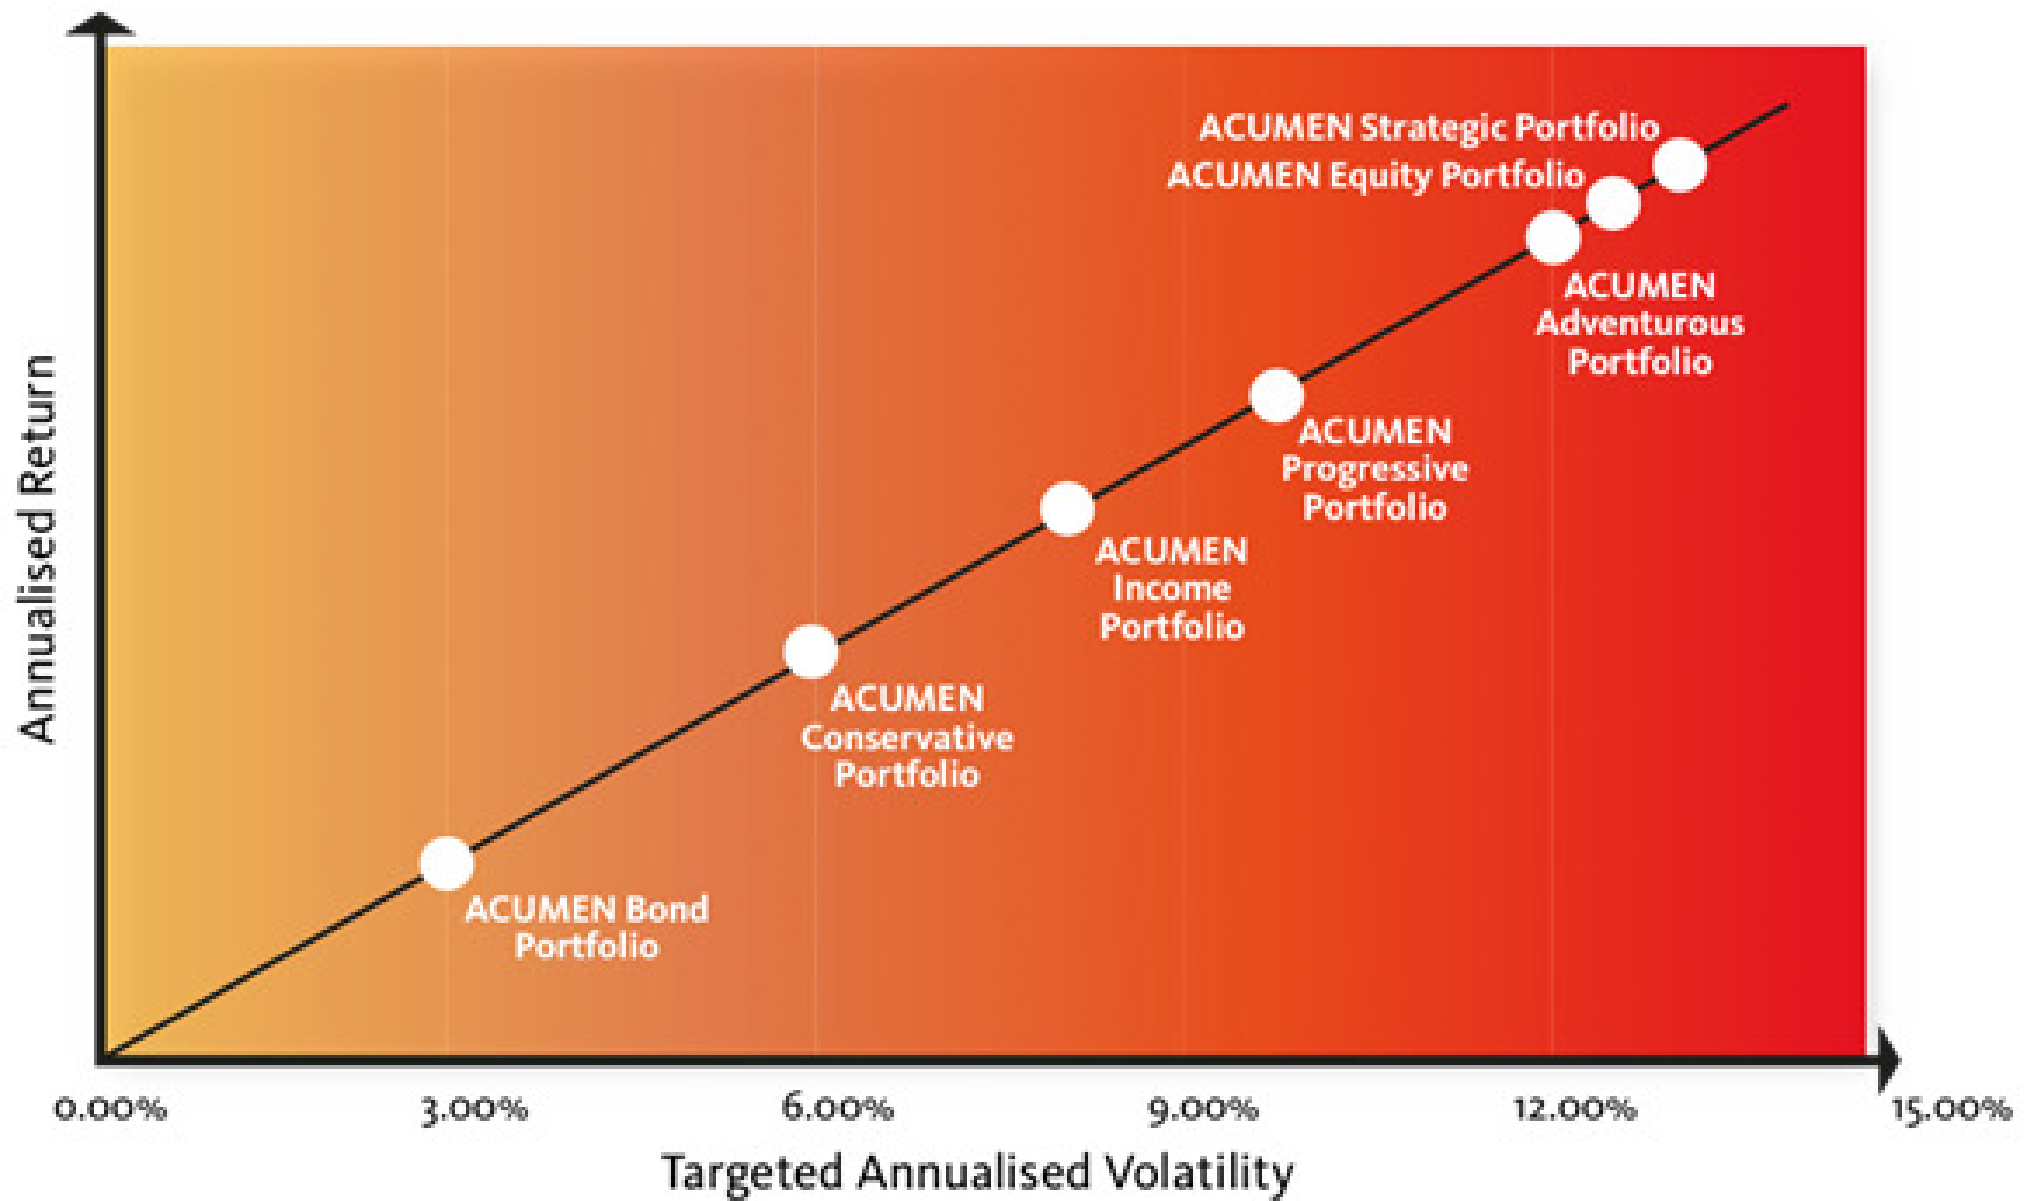 ACUMEN Strategic Portfolio
ACUMEN Equity Portfolio
ACUMEN
Adventurous
Portfolio
ACUMEN
Progressive
Portfolio
ACUMEN
Income
Portfolio
ACUMEN
Conservative
Portfolio
ACUMEN Bond
Portfolio
Annualised Return
0.00% 3.00% 6.00% 9.00% 12.00% 15.00%
Targeted Annualised Volatility